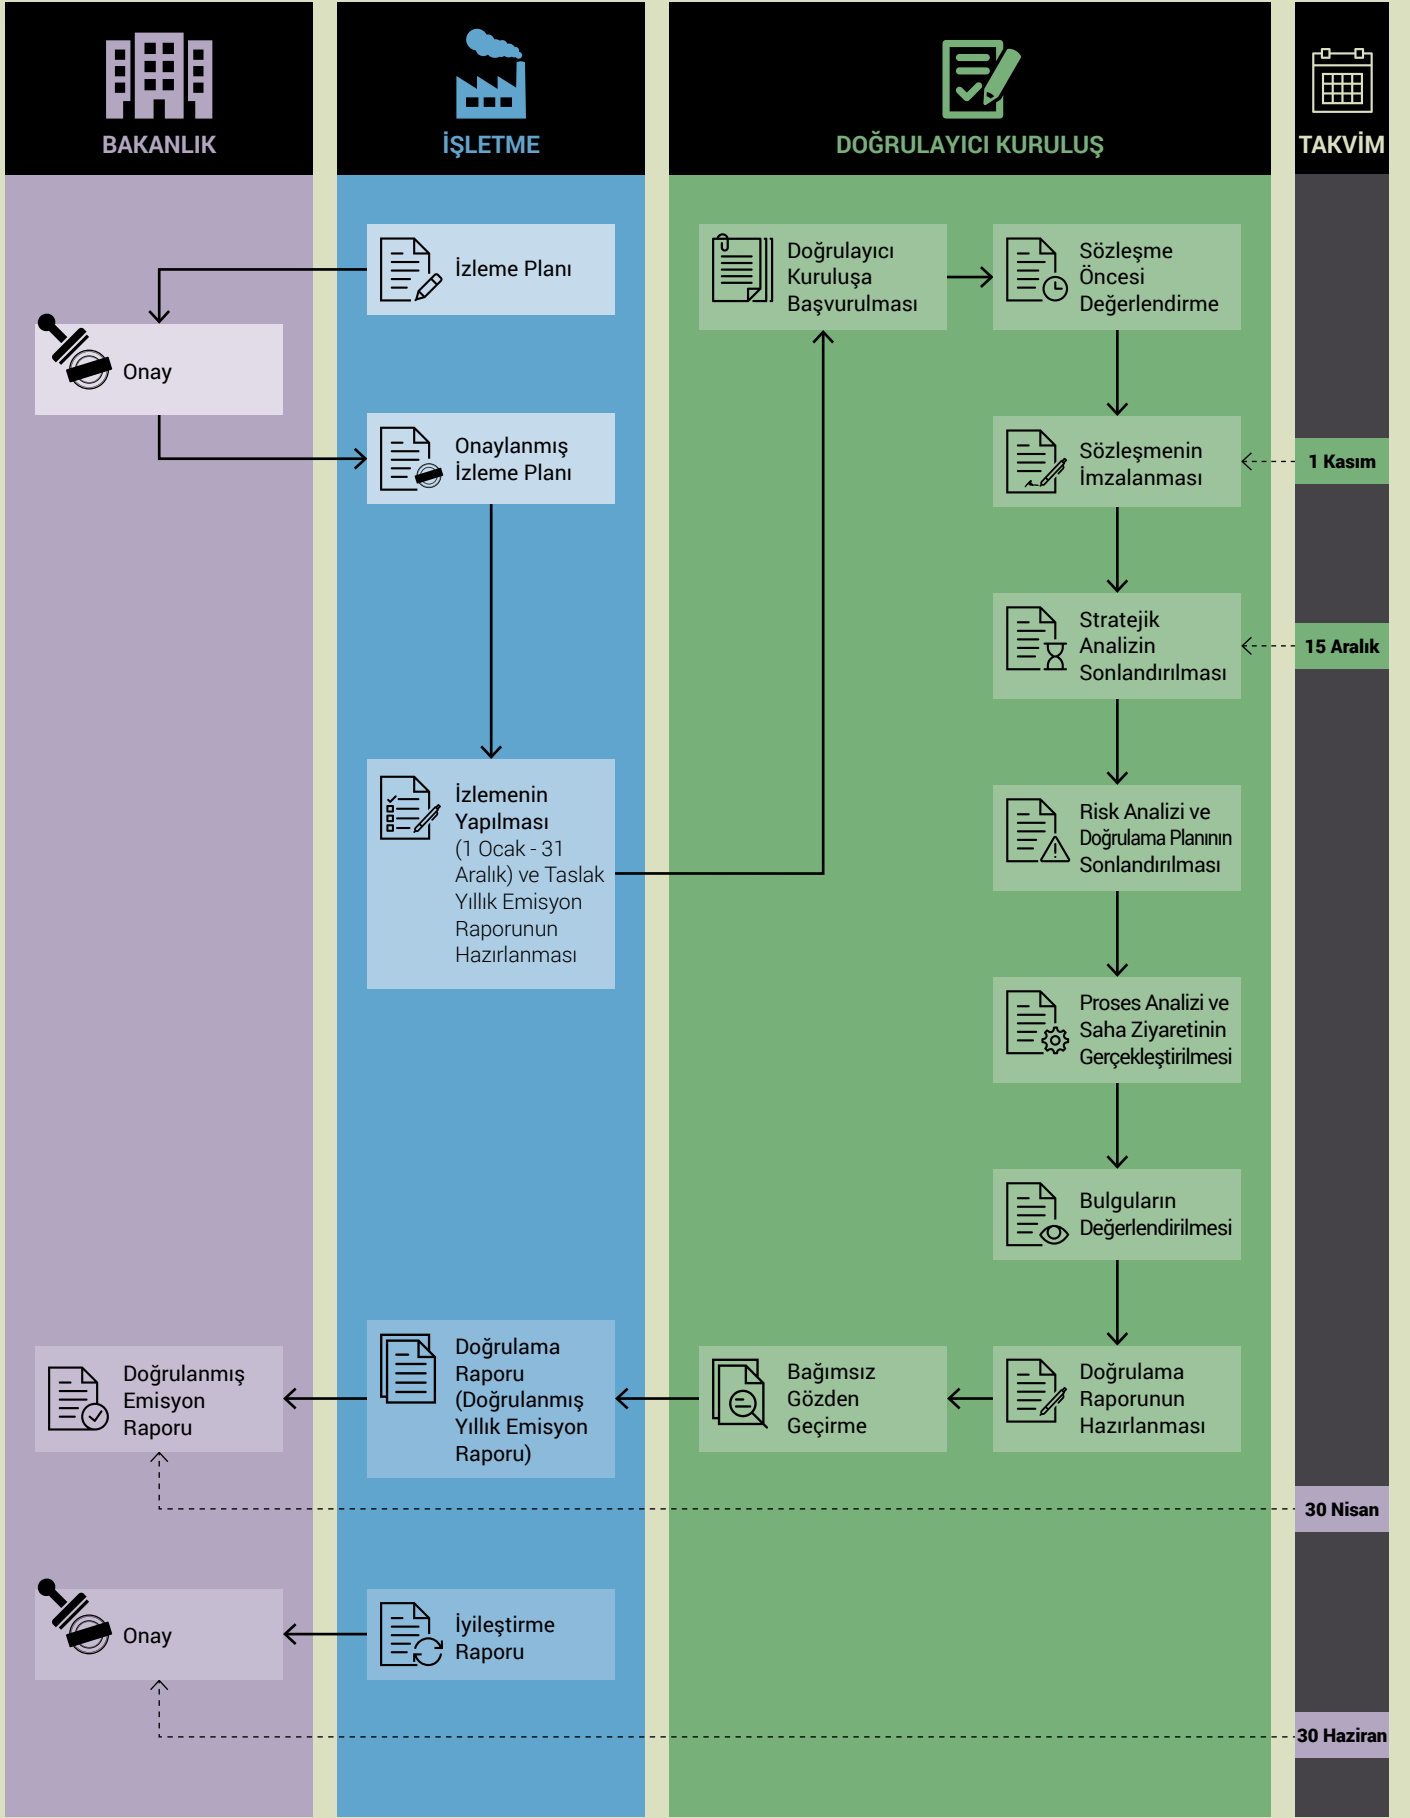 BAKANLIK
İŞLETME
DOĞRULAYICI KURULUŞ
TAKVİM
İzleme Planı
Onay
Onaylanmış
İzleme Planı
İzlemenin
Yapılması
(1 Ocak - 31
Aralık) ve Taslak
Yıllık Emisyon
Raporunun
Hazırlanması
Doğrulayıcı
Kuruluşa
Başvurulması
Sözleşme
Öncesi
Değerlendirme
Sözleşmenin
İmzalanması
1 Kasım
Stratejik
Analizin
Sonlandırılması
15 Aralık
Risk Analizi ve
Doğrulama Planının
Sonlandırılması
Proses Analizi ve
Saha Ziyaretinin
Gerçekleştirilmesi
Bulguların
Değerlendirilmesi
Doğrulama
Raporunun
Hazırlanması
Bağımsız
Gözden
Geçirme
Doğrulama
Raporu
(Doğrulanmış
Yıllık Emisyon
Raporu)
Doğrulanmış
Emisyon
Raporu
30 Nisan
İyileştirme
Raporu
Onay
30 Haziran